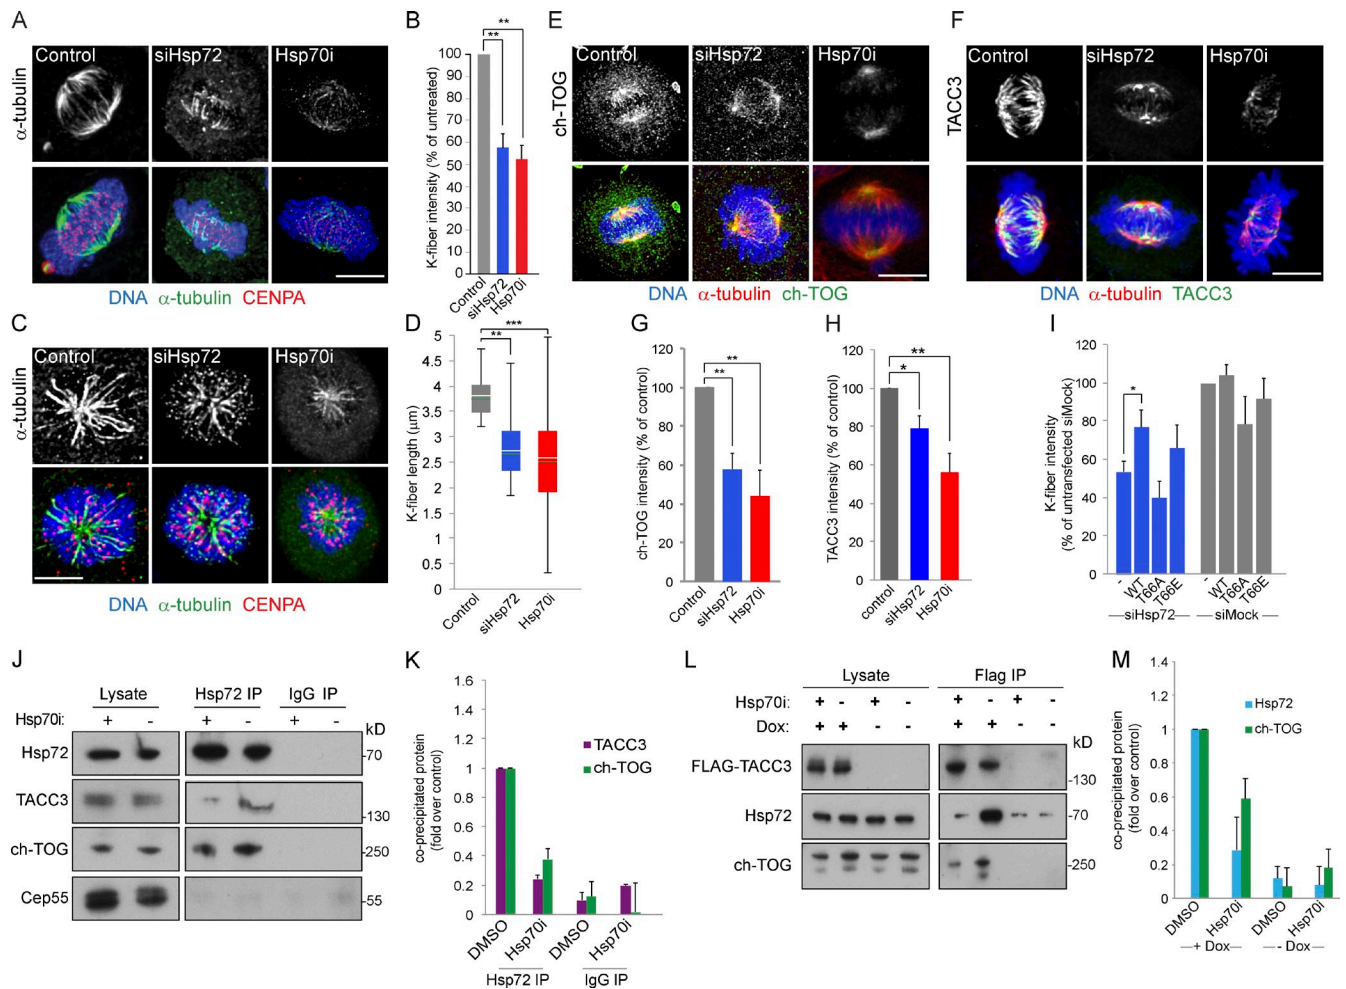 A
Control
siHsp72
Hsp70i
α-tubulin
DNA α-tubulin CENPA
B
**
**
K-fiber intensity (% of untreated)
100
90
80
70
60
50
40
30
20
10
0
Control
siHsp72
Hsp70i
C
Control
siHsp72
Hsp70i
α-tubulin
DNA α-tubulin CENPA
D
***
**
K-fiber length (μm)
5
4.5
4
3.5
3
2.5
2
1.5
1
0.5
0
Control
siHsp72
Hsp70i
E
Control
siHsp72
Hsp70i
ch-TOG
DNA α-tubulin ch-TOG
F
Control
siHsp72
Hsp70i
TACC3
DNA α-tubulin TACC3
G
**
**
ch-TOG intensity (% of control)
120
100
80
60
40
20
0
Control
siHsp72
Hsp70i
H
**
*
TACC3 intensity (% of control)
120
100
80
60
40
20
0
control
siHsp72
Hsp70i
I
*
K-fiber intensity
(% of untransfected siMock)
120
100
80
60
40
20
0
- WT T66A T66E - WT T66A T66E
siHsp72 siMock
J
Lysate Hsp72 IP IgG IP
Hsp70i: + - + - + -
kD
Hsp72 -70
TACC3 -130
ch-TOG -250
Cep55 -55
K
co-precipitated protein
(fold over control)
1.6
1.4
1.2
1
0.8
0.6
0.4
0.2
0
TACC3
ch-TOG
DMSO Hsp70i DMSO Hsp70i
Hsp72 IP IgG IP
L
Lysate Flag IP
Hsp70i: + - + - + - + -
Dox: + + - - + + - -
kD
FLAG-TACC3 -130
Hsp72 -70
ch-TOG -250
M
co-precipitated protein
(fold over control)
1.4
1.2
1
0.8
0.6
0.4
0.2
0
Hsp72
ch-TOG
DMSO Hsp70i DMSO Hsp70i
+ Dox - Dox